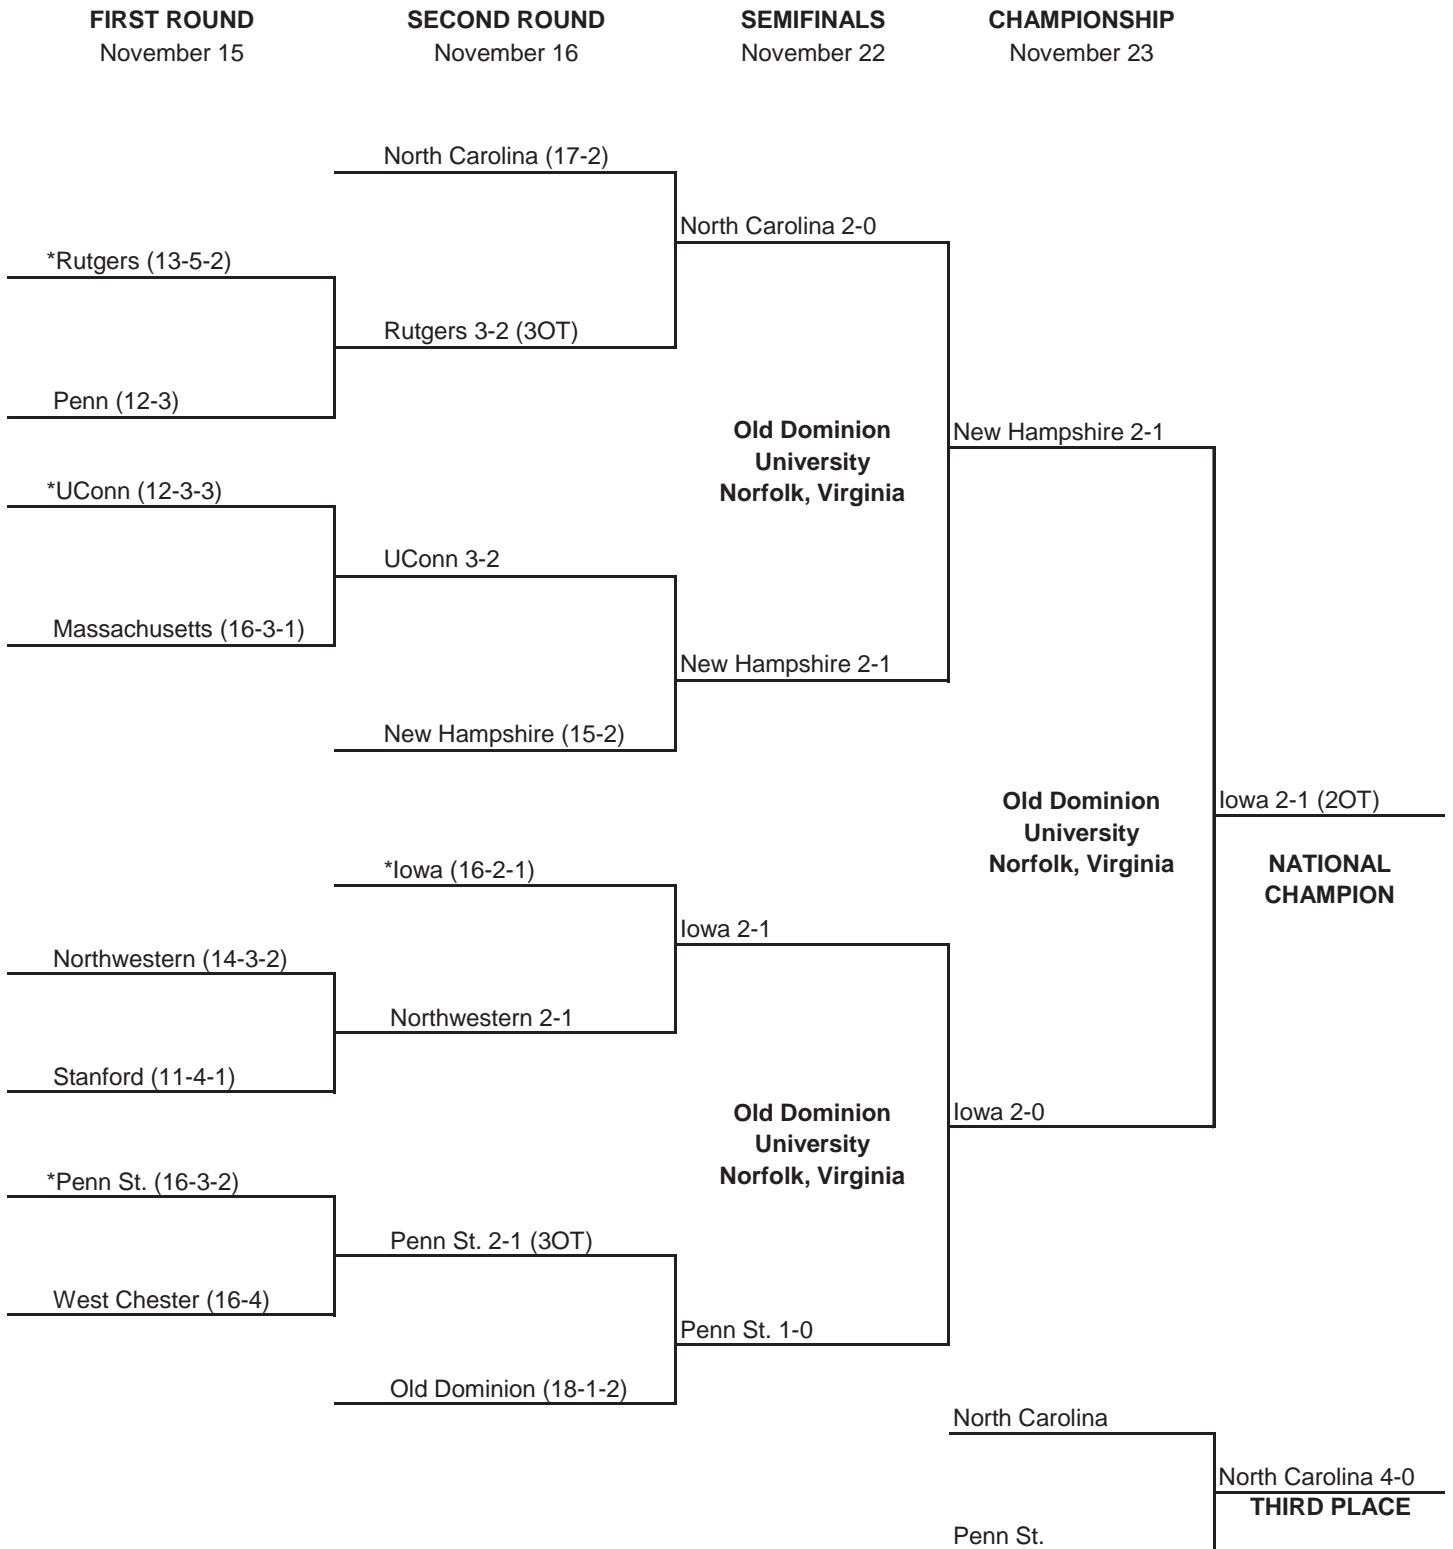 FIRST ROUND
November 15
SECOND ROUND
November 16
SEMIFINALS
November 22
CHAMPIONSHIP
November 23
North Carolina (17-2)
North Carolina 2-0
*Rutgers (13-5-2)
Rutgers 3-2 (3OT)
Penn (12-3)
Old Dominion
University
Norfolk, Virginia
New Hampshire 2-1
*UConn (12-3-3)
UConn 3-2
Massachusetts (16-3-1)
New Hampshire 2-1
New Hampshire (15-2)
Old Dominion
University
Norfolk, Virginia
Iowa 2-1 (2OT)
NATIONAL
CHAMPION
*Iowa (16-2-1)
Iowa 2-1
Northwestern (14-3-2)
Northwestern 2-1
Stanford (11-4-1)
Old Dominion
University
Norfolk, Virginia
Iowa 2-0
*Penn St. (16-3-2)
Penn St. 2-1 (3OT)
West Chester (16-4)
Penn St. 1-0
Old Dominion (18-1-2)
North Carolina
North Carolina 4-0
THIRD PLACE
Penn St.